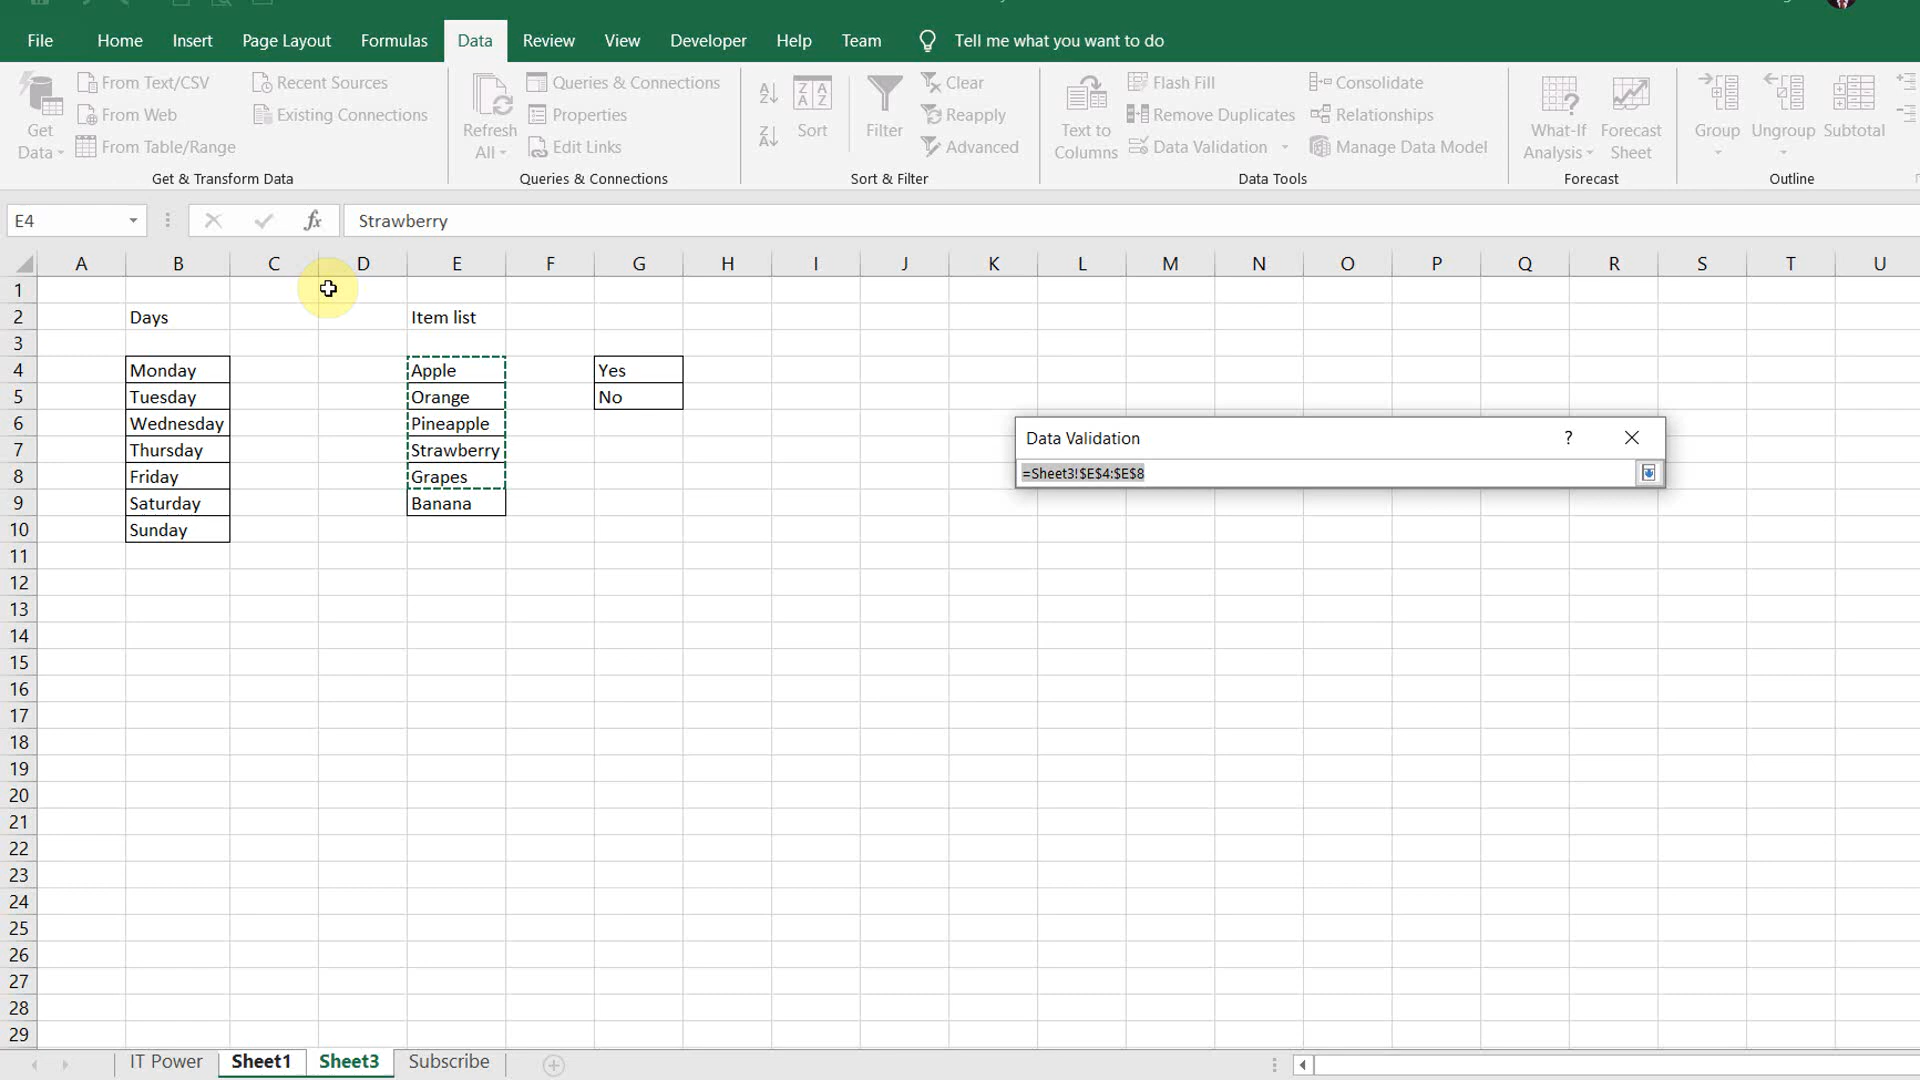 File Home Insert Page Layout Formulas Data Review View Developer Help Team Tell me what you want to do
From Text/CSV Recent Sources Queries & Connections Clear Flash Fill Consolidate
From Web Existing Connections Properties Reapply Remove Duplicates Relationships
Get Data From Table/Range Refresh All Edit Links Sort Filter Advanced Text to Columns Data Validation Manage Data Model What-If Analysis Forecast Sheet Group Ungroup Subtotal
Get & Transform Data Queries & Connections Sort & Filter Data Tools Forecast Outline
E4 fx Strawberry
A B C D E F G H I J K L M N O P Q R S T U
1
2 Days Item list
3
4 Monday Apple Yes
5 Tuesday Orange No
6 Wednesday Pineapple
7 Thursday Strawberry
8 Friday Grapes
9 Saturday Banana
10 Sunday
11
12
13
14
15
16
17
18
19
20
21
22
23
24
25
26
27
28
29
Data Validation ?
=Sheet3!$E$4:$E$8
IT Power Sheet1 Sheet3 Subscribe